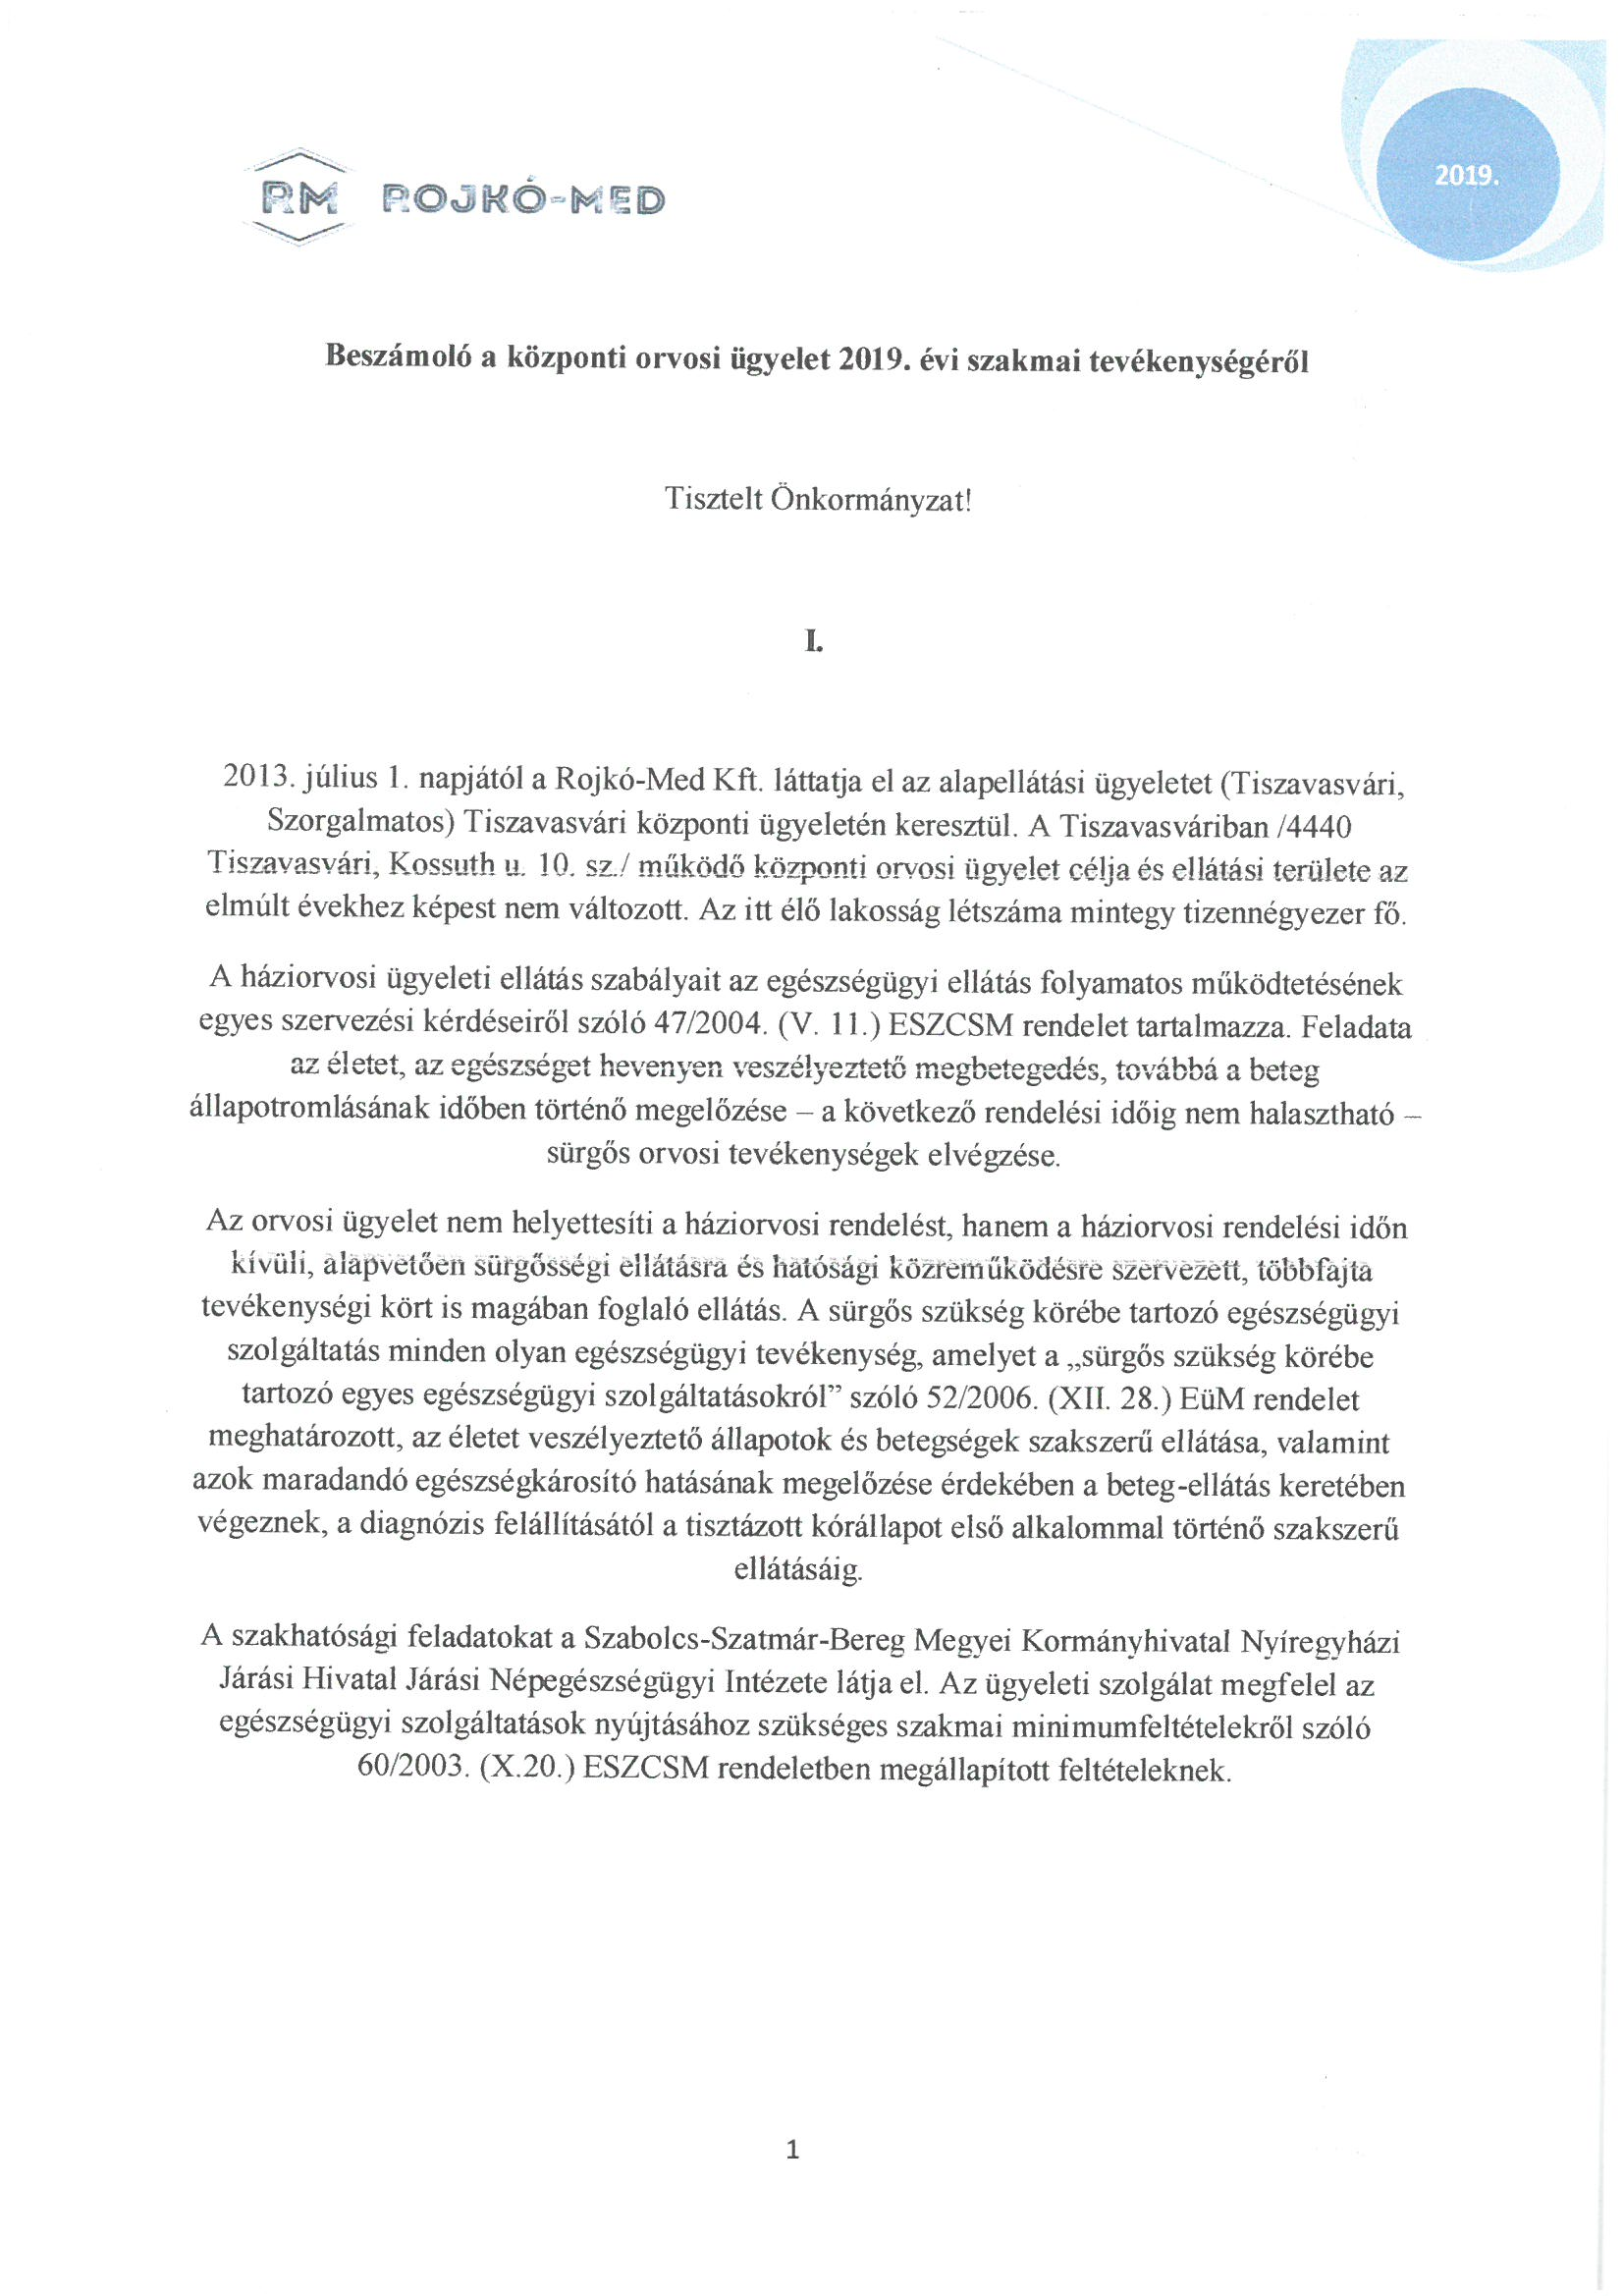 2019.
RM ROJKÓ-MED
Beszámoló a központi orvosi ügyelet 2019. évi szakmai tevékenységéről
Tisztelt Önkormányzat!
I.
2013. július 1. napjától a Rojkó-Med Kft. láttatja el az alapellátási ügyeletet (Tiszavasvári,
Szorgalmatos) Tiszavasvári központi ügyeletén keresztül. A Tiszavasváriban /4440
Tiszavasvári, Kossuth u. 10. sz./ működő központi orvosi ügyelet célja és ellátási területe az
elmúlt évekhez képest nem változott. Az itt élő lakosság létszáma mintegy tizennégyezer fő.
A háziorvosi ügyeleti ellátás szabályait az egészségügyi ellátás folyamatos működtetésének
egyes szervezési kérdéseiről szóló 47/2004. (V. 11.) ESZCSM rendelet tartalmazza. Feladata
az életet, az egészséget hevenyen veszélyeztető megbetegedés, továbbá a beteg
állapotromlásának időben történő megelőzése – a következő rendelési időig nem halasztható –
sürgős orvosi tevékenységek elvégzése.
Az orvosi ügyelet nem helyettesíti a háziorvosi rendelést, hanem a háziorvosi rendelési időn
kívüli, alapvetően sürgősségi ellátásra és hatósági közreműködésre szervezett, többfajta
tevékenységi kört is magában foglaló ellátás. A sürgős szükség körébe tartozó egészségügyi
szolgáltatás minden olyan egészségügyi tevékenység, amelyet a „sürgős szükség körébe
tartozó egyes egészségügyi szolgáltatásokról” szóló 52/2006. (XII. 28.) EüM rendelet
meghatározott, az életet veszélyeztető állapotok és betegségek szakszerű ellátása, valamint
azok maradandó egészségkárosító hatásának megelőzése érdekében a beteg-ellátás keretében
végeznek, a diagnózis felállításától a tisztázott kórállapot első alkalommal történő szakszerű
ellátásáig.
A szakhatósági feladatokat a Szabolcs-Szatmár-Bereg Megyei Kormányhivatal Nyíregyházi
Járási Hivatal Járási Népegészségügyi Intézete látja el. Az ügyeleti szolgálat megfelel az
egészségügyi szolgáltatások nyújtásához szükséges szakmai minimumfeltételekről szóló
60/2003. (X.20.) ESZCSM rendeletben megállapított feltételeknek.
1